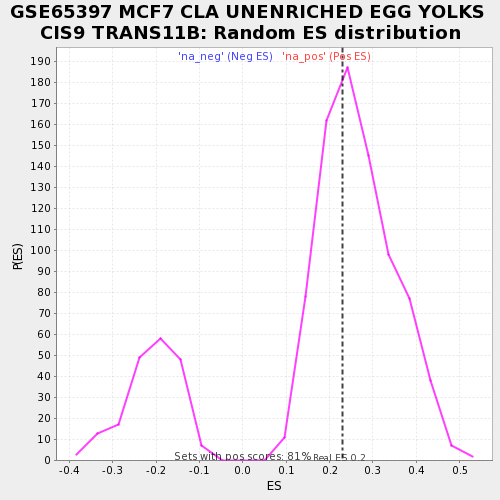 GSE65397 MCF7 CLA UNENRICHED EGG YOLKS
CIS9 TRANS11B: Random ES distribution
'na_neg' (Neg ES) 'na_pos' (Pos ES)
190
180
170
160
150
140
130
120
110
100
90
80
70
60
50
40
30
20
10
0
P(ES)
Sets with pos scores: 81%
Real ES 0.2
-0.4 -0.3 -0.2 -0.1 0.0 0.1 0.2 0.3 0.4 0.5
ES